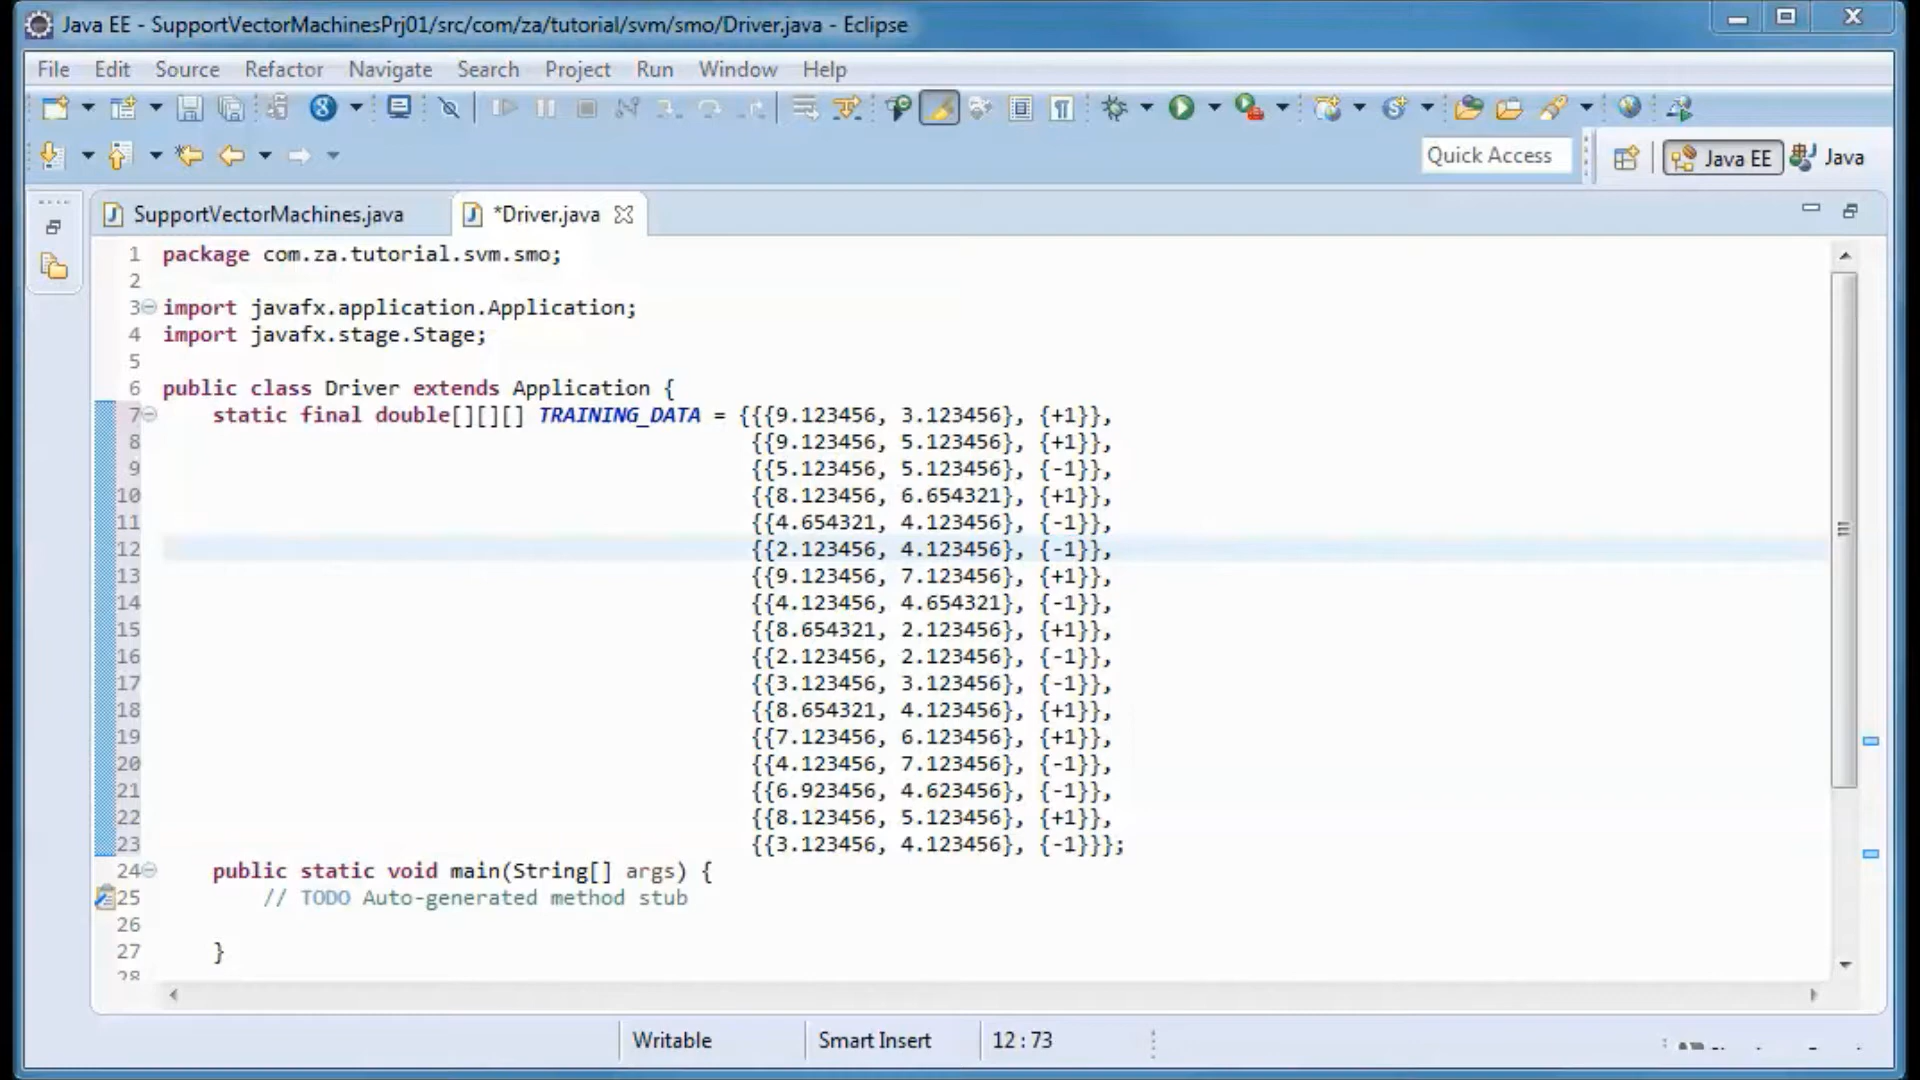 Java EE - SupportVectorMachinesPrj01/src/com/za/tutorial/svm/smo/Driver.java - Eclipse
File Edit Source Refactor Navigate Search Project Run Window Help
Quick Access Java EE Java
SupportVectorMachines.java *Driver.java
1 package com.za.tutorial.svm.smo;
2
3 import javafx.application.Application;
4 import javafx.stage.Stage;
5
6 public class Driver extends Application {
7 static final double[][][] TRAINING_DATA = {{{9.123456, 3.123456}, {+1}},
8 {{9.123456, 5.123456}, {+1}},
9 {{5.123456, 5.123456}, {-1}},
10 {{8.123456, 6.654321}, {+1}},
11 {{4.654321, 4.123456}, {-1}},
12 {{2.123456, 4.123456}, {-1}},
13 {{9.123456, 7.123456}, {+1}},
14 {{4.123456, 4.654321}, {-1}},
15 {{8.654321, 2.123456}, {+1}},
16 {{2.123456, 2.123456}, {-1}},
17 {{3.123456, 3.123456}, {-1}},
18 {{8.654321, 4.123456}, {+1}},
19 {{7.123456, 6.123456}, {+1}},
20 {{4.123456, 7.123456}, {-1}},
21 {{6.923456, 4.623456}, {-1}},
22 {{8.123456, 5.123456}, {+1}},
23 {{3.123456, 4.123456}, {-1}}};
24 public static void main(String[] args) {
25 // TODO Auto-generated method stub
26
27 }
28
Writable Smart Insert 12 : 73